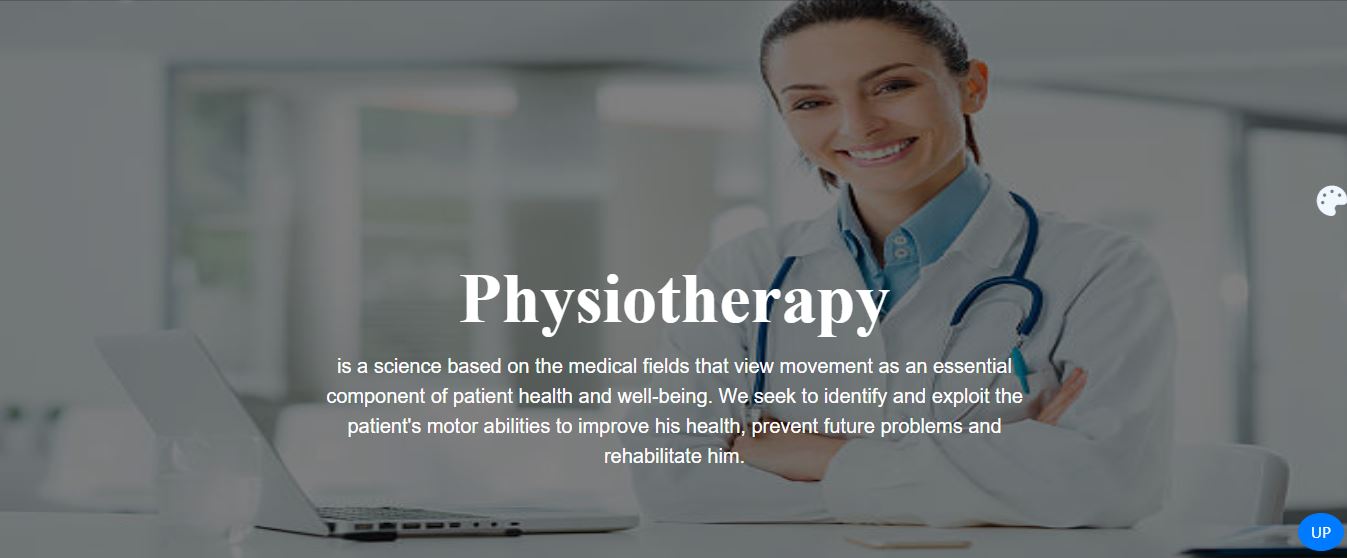 Physiotherapy
is a science based on the medical fields that view movement as an essential
component of patient health and well-being. We seek to identify and exploit the
patient's motor abilities to improve his health, prevent future problems and
rehabilitate him.
UP